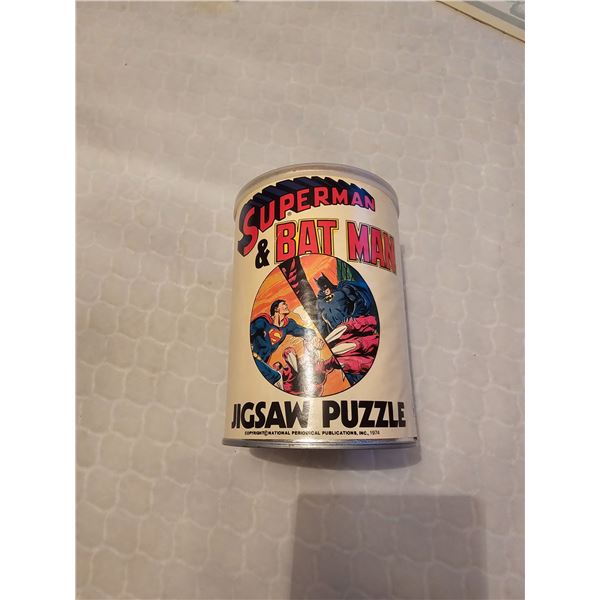 SUPERMAN
& BAT MAN
JIGSAW PUZZLE
COPYRIGHT © NATIONAL PERIODICAL PUBLICATIONS, INC., 1974